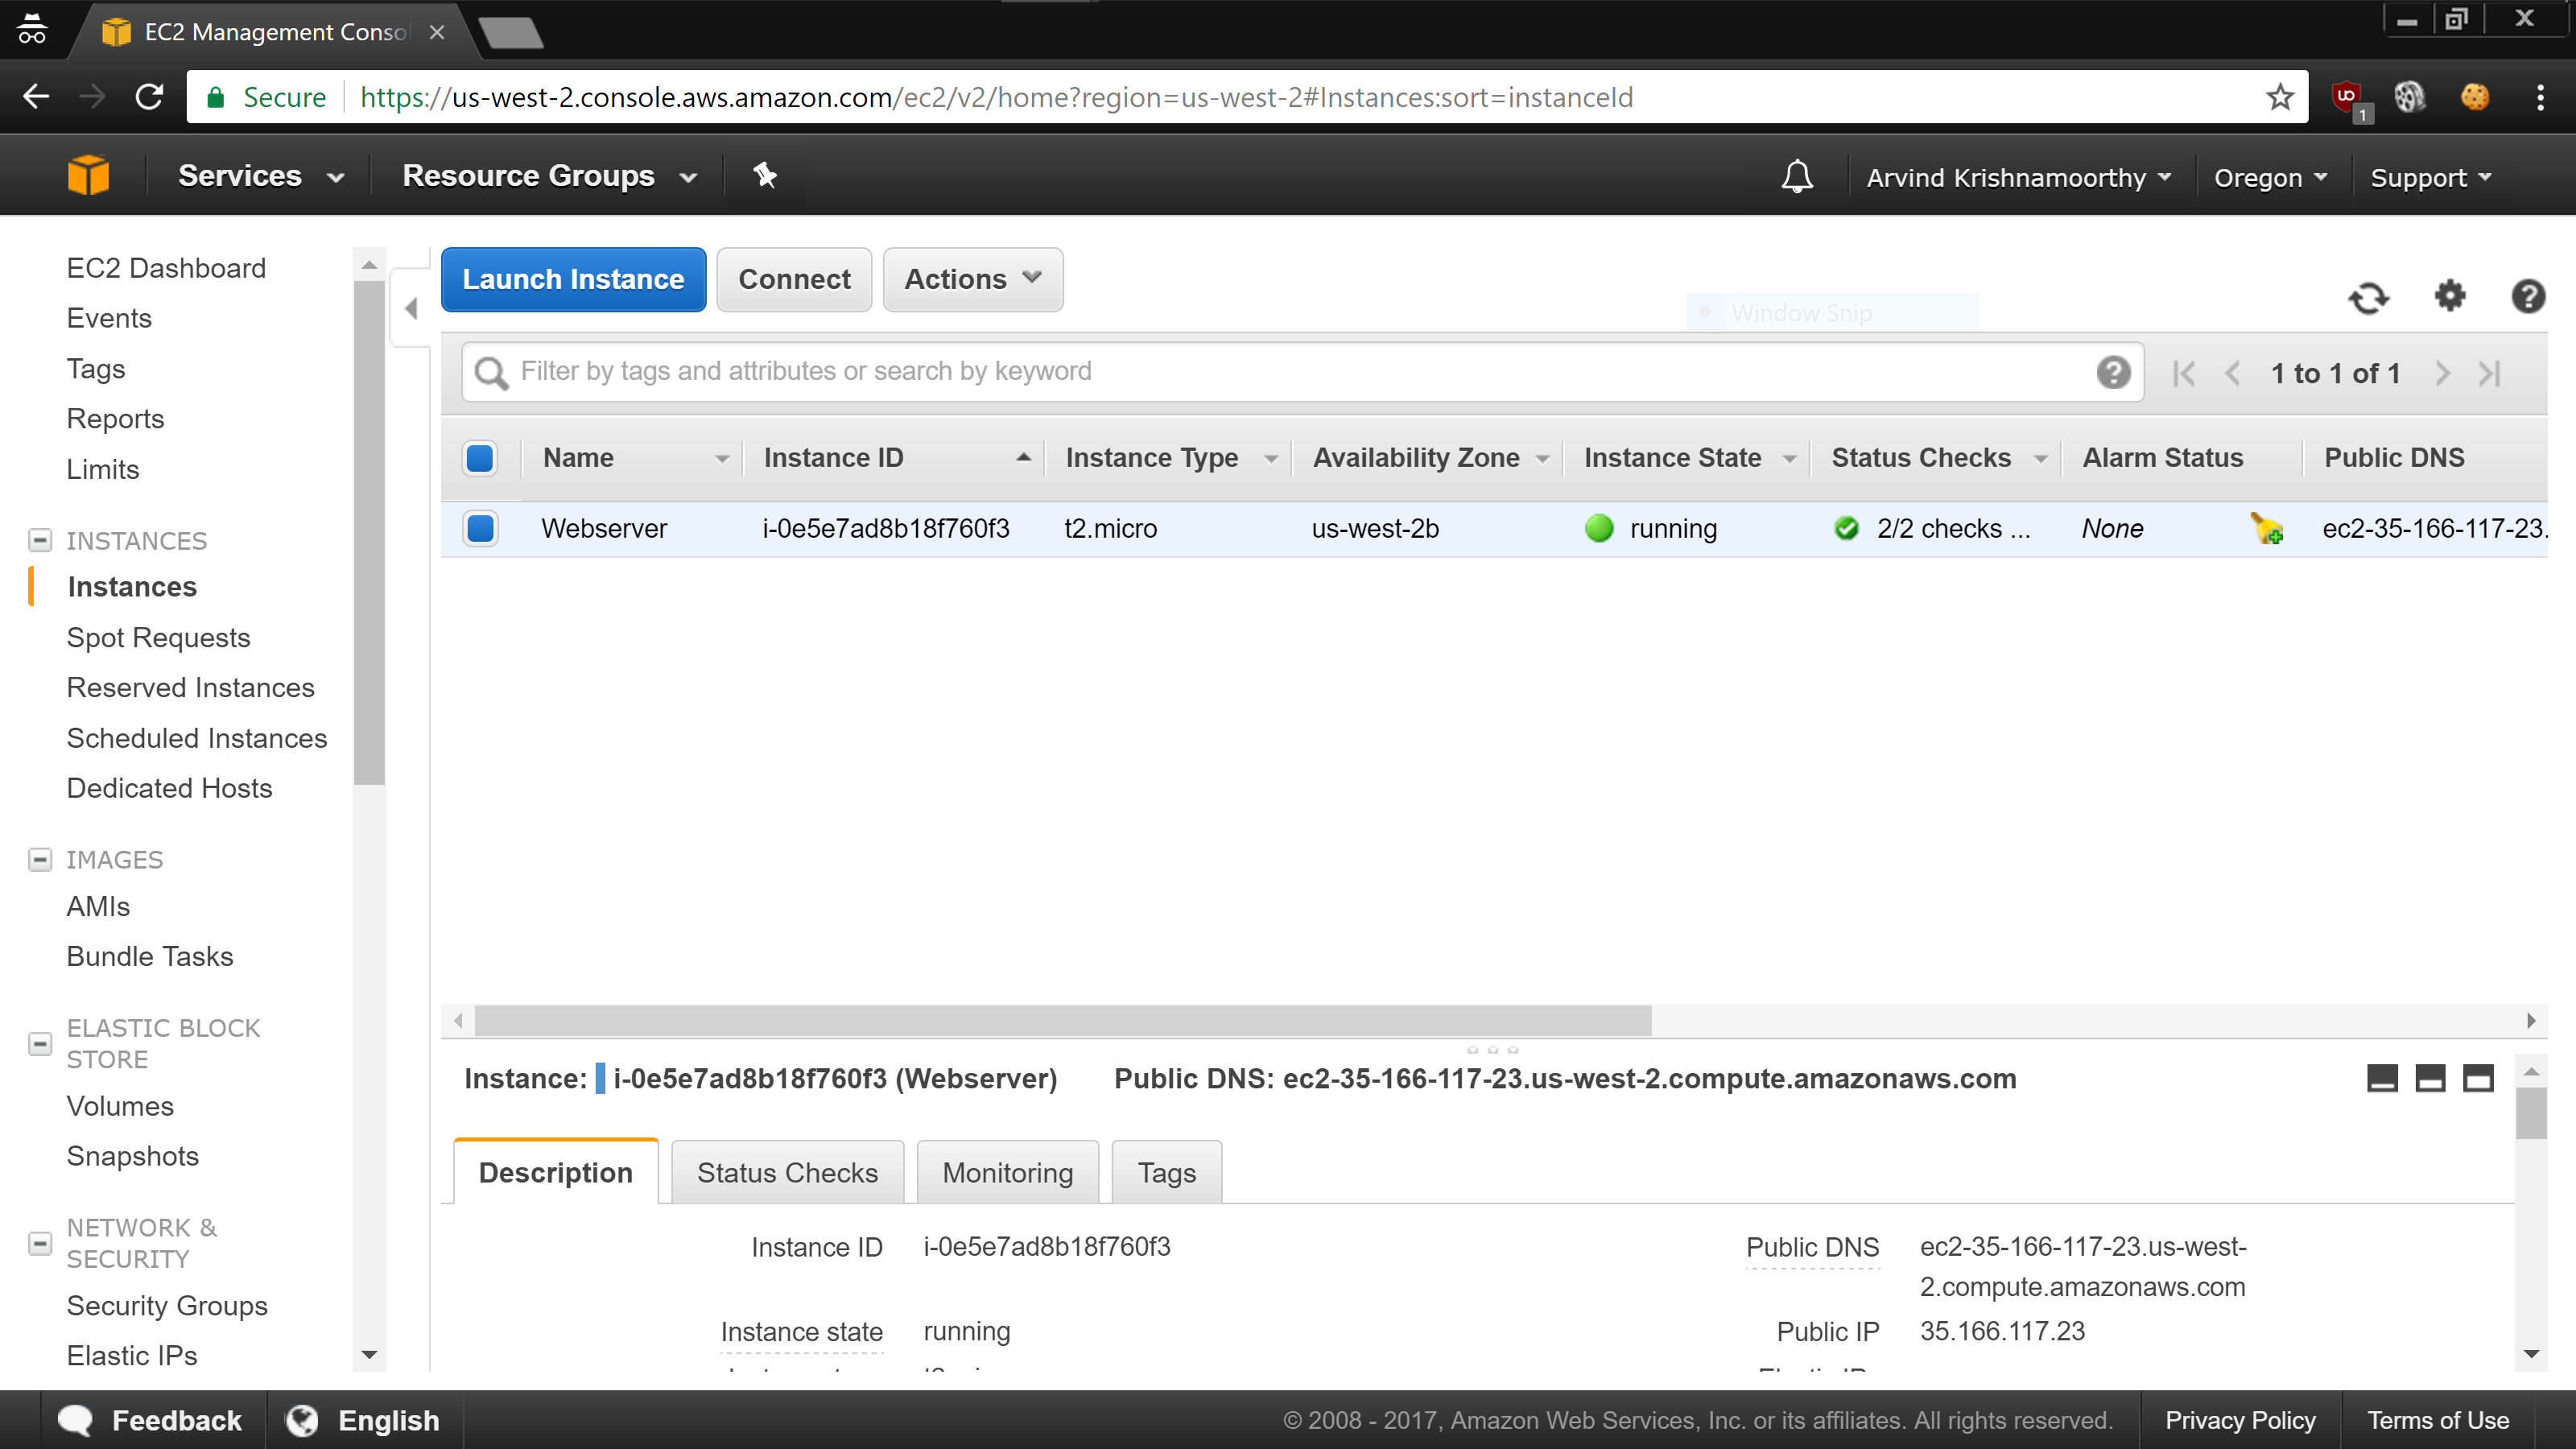 EC2 Management Conso
Secure https://us-west-2.console.aws.amazon.com/ec2/v2/home?region=us-west-2#Instances:sort=instanceId
1
Services Resource Groups Arvind Krishnamoorthy Oregon Support
EC2 Dashboard
Events
Tags
Reports
Limits
INSTANCES
Instances
Spot Requests
Reserved Instances
Scheduled Instances
Dedicated Hosts
IMAGES
AMIs
Bundle Tasks
ELASTIC BLOCK
STORE
Volumes
Snapshots
NETWORK &
SECURITY
Security Groups
Elastic IPs
Launch Instance Connect Actions
Window Snip
Filter by tags and attributes or search by keyword
1 to 1 of 1
Name Instance ID Instance Type Availability Zone Instance State Status Checks Alarm Status Public DNS
Webserver i-0e5e7ad8b18f760f3 t2.micro us-west-2b running 2/2 checks ... None ec2-35-166-117-23.
Instance: i-0e5e7ad8b18f760f3 (Webserver) Public DNS: ec2-35-166-117-23.us-west-2.compute.amazonaws.com
Description Status Checks Monitoring Tags
Instance ID i-0e5e7ad8b18f760f3 Public DNS ec2-35-166-117-23.us-west-
2.compute.amazonaws.com
Instance state running Public IP 35.166.117.23
Feedback English © 2008 - 2017, Amazon Web Services, Inc. or its affiliates. All rights reserved. Privacy Policy Terms of Use